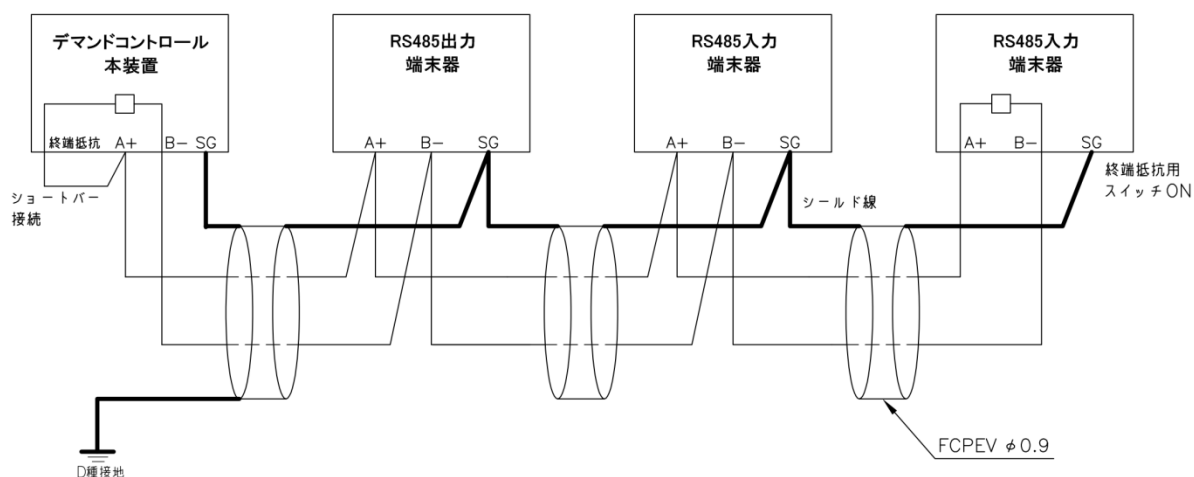 デマンドコントロール
本装置
終端抵抗
A+
B-
SG
ショートバー
接続
D種接地
RS485出力
端末器
A+
B-
SG
RS485入力
端末器
A+
B-
SG
シールド線
RS485入力
端末器
A+
B-
SG
終端抵抗用
スイッチON
FCPEV φ0.9